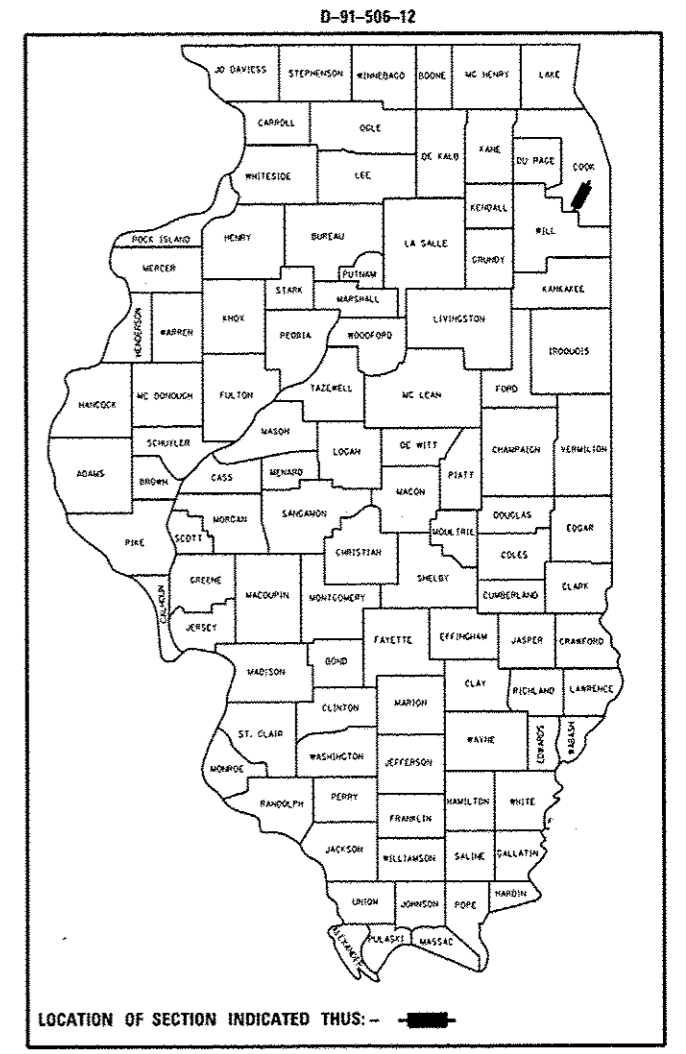 D-91-506-12
JO DAVIESS STEPHENSON WINNEBAGO BOONE MC HENRY LAKE
CARROLL OGLE
DE KALB KANE DU PAGE COOK
WHITESIDE LEE
KENDALL
WILL
ROCK ISLAND HENRY BUREAU LA SALLE
GRUNDY
MERCER PUTNAM
KANKAKEE
STARK MARSHALL
HENDERSON WARREN KNOX LIVINGSTON
PEORIA WOODFORD
IROQUOIS
TAZEWELL FORD
HANCOCK MC DONOUGH FULTON MC LEAN
MASON
SCHUYLER LOGAN DE WITT CHAMPAIGN VERMILION
ADAMS BROWN CASS MENARD PIATT
MACON
MORGAN SANGAMON DOUGLAS EDGAR
PIKE SCOTT MOULTRIE
CHRISTIAN COLES
SHELBY
GREENE CLARK
CALHOUN MACOUPIN MONTGOMERY CUMBERLAND
JERSEY
FAYETTE EFFINGHAM JASPER CRAWFORD
MADISON BOND
CLAY RICHLAND LAWRENCE
CLINTON MARION
ST. CLAIR
WAYNE EDWARDS WABASH
WASHINGTON JEFFERSON
MONROE
RANDOLPH PERRY HAMILTON WHITE
FRANKLIN
JACKSON WILLIAMSON SALINE GALLATIN
HARDIN
UNION JOHNSON POPE
ALEXANDER PULASKI MASSAC
LOCATION OF SECTION INDICATED THUS: -